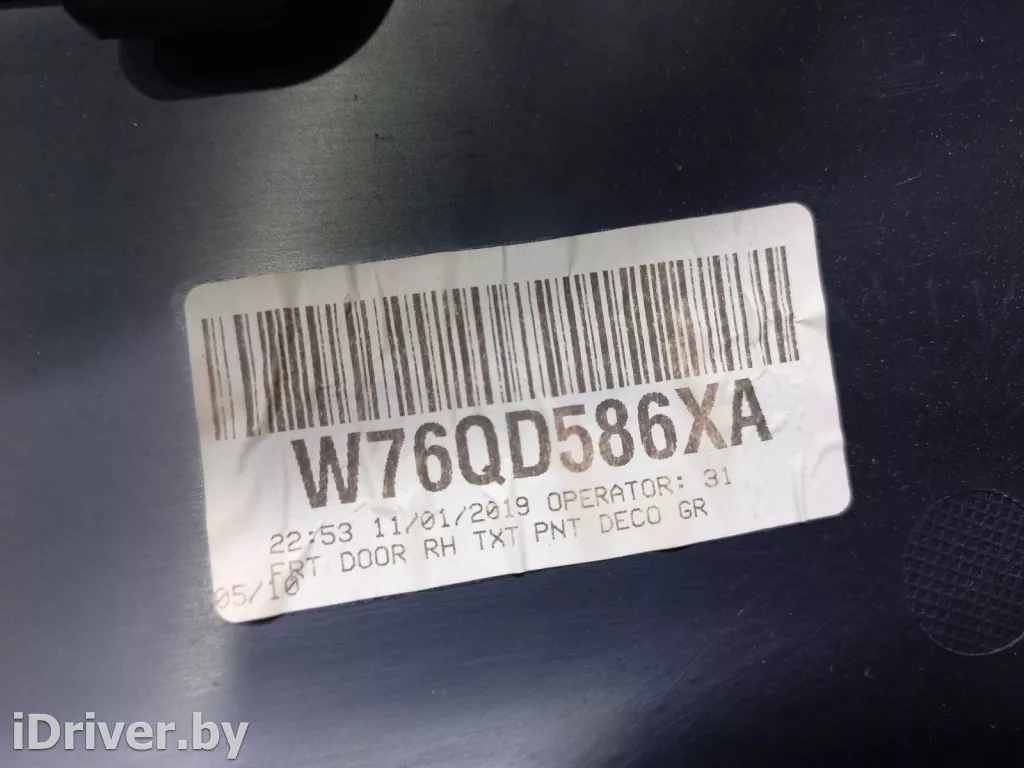 W76QD586XA
22:53 11/01/2019 OPERATOR: 31
FRT DOOR RH TXT PNT DECO GR
05/10
iDriver.by